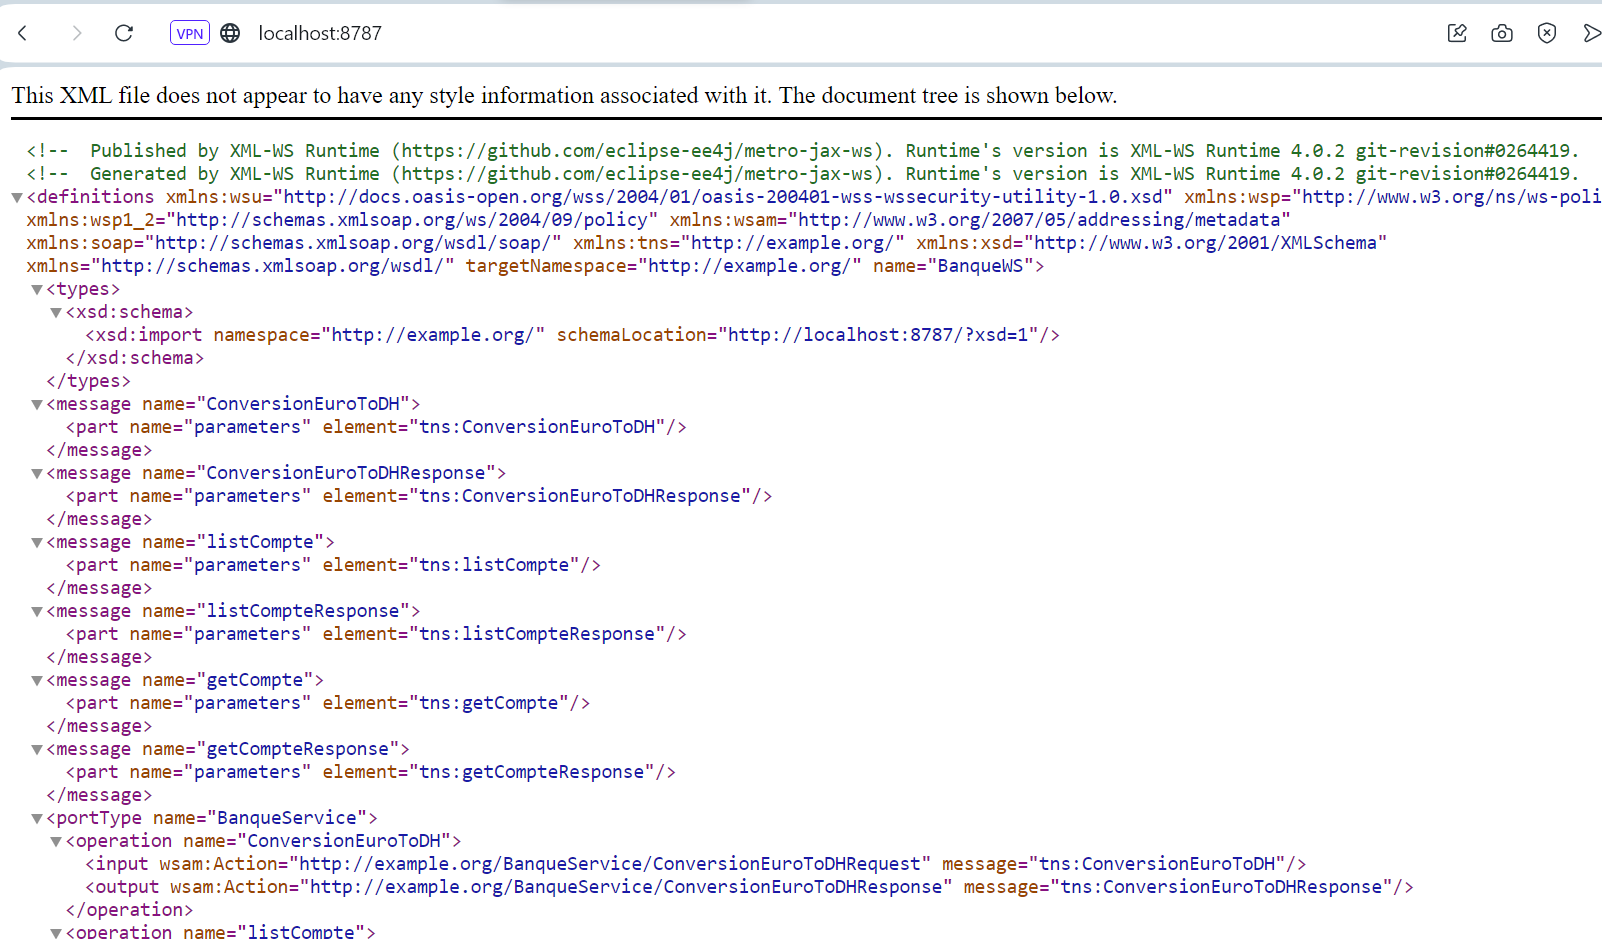 VPN localhost:8787
This XML file does not appear to have any style information associated with it. The document tree is shown below.
<!-- Published by XML-WS Runtime (https://github.com/eclipse-ee4j/metro-jax-ws). Runtime's version is XML-WS Runtime 4.0.2 git-revision#0264419.
<!-- Generated by XML-WS Runtime (https://github.com/eclipse-ee4j/metro-jax-ws). Runtime's version is XML-WS Runtime 4.0.2 git-revision#0264419.
<definitions xmlns:wsu="http://docs.oasis-open.org/wss/2004/01/oasis-200401-wss-wssecurity-utility-1.0.xsd" xmlns:wsp="http://www.w3.org/ns/ws-poli
xmlns:wsp1_2="http://schemas.xmlsoap.org/ws/2004/09/policy" xmlns:wsam="http://www.w3.org/2007/05/addressing/metadata"
xmlns:soap="http://schemas.xmlsoap.org/wsdl/soap/" xmlns:tns="http://example.org/" xmlns:xsd="http://www.w3.org/2001/XMLSchema"
xmlns="http://schemas.xmlsoap.org/wsdl/" targetNamespace="http://example.org/" name="BanqueWS">
<types>
<xsd:schema>
<xsd:import namespace="http://example.org/" schemaLocation="http://localhost:8787/?xsd=1"/>
</xsd:schema>
</types>
<message name="ConversionEuroToDH">
<part name="parameters" element="tns:ConversionEuroToDH"/>
</message>
<message name="ConversionEuroToDHResponse">
<part name="parameters" element="tns:ConversionEuroToDHResponse"/>
</message>
<message name="listCompte">
<part name="parameters" element="tns:listCompte"/>
</message>
<message name="listCompteResponse">
<part name="parameters" element="tns:listCompteResponse"/>
</message>
<message name="getCompte">
<part name="parameters" element="tns:getCompte"/>
</message>
<message name="getCompteResponse">
<part name="parameters" element="tns:getCompteResponse"/>
</message>
<portType name="BanqueService">
<operation name="ConversionEuroToDH">
<input wsam:Action="http://example.org/BanqueService/ConversionEuroToDHRequest" message="tns:ConversionEuroToDH"/>
<output wsam:Action="http://example.org/BanqueService/ConversionEuroToDHResponse" message="tns:ConversionEuroToDHResponse"/>
</operation>
<operation name="listCompte">